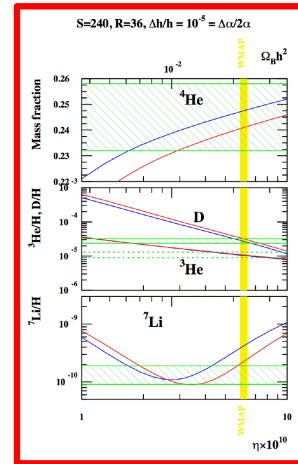 S=240, R=36, Δh/h = 10⁻⁵ = Δα/2α
WMAP
Ω_Bh²
10⁻²
Mass fraction
0.26
0.25
0.24
0.23
0.22
⁴He
³He/H, D/H
10⁻³
10⁻⁴
10⁻⁵
10⁻⁶
D
³He
⁷Li/H
10⁻⁹
10⁻¹⁰
⁷Li
WMAP
1
10
η×10¹⁰